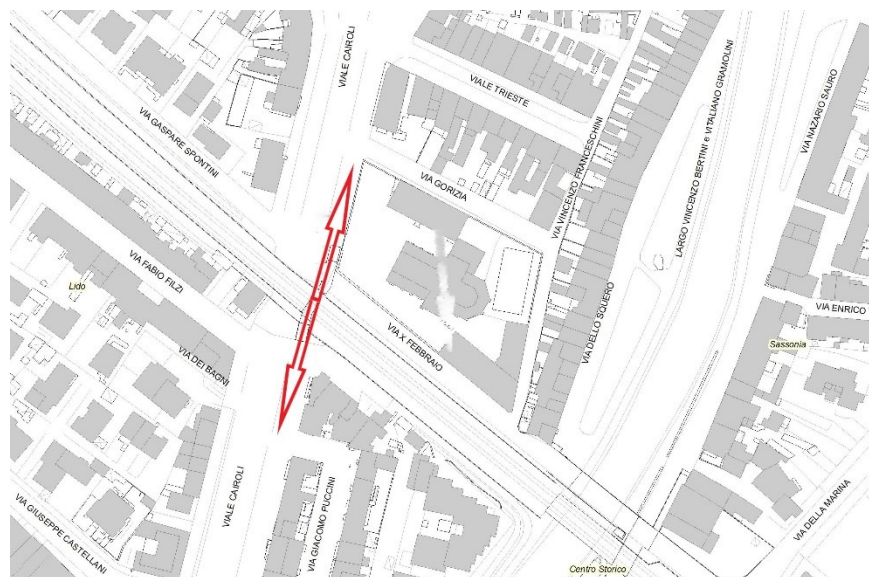 VIALE CAIROLI
VIALE TRIESTE
VIA NAZARIO SAURO
VIA GASPARE SPONTINI
VIA VINCENZO FRANCESCHINI
LARGO VINCENZO BERTINI e VITALIANO GRAMOLINI
VIA GORIZIA
VIA FABIO FILZI
Lido
VIA DELLO SQUERO
VIA ENRICO
VIA X FEBBRAIO
Sassonia
VIA DEI BAGNI
VIALE CAIROLI
VIA GIACOMO PUCCINI
VIA DELLA MARINA
VIA GIUSEPPE CASTELLANI
Centro Storico